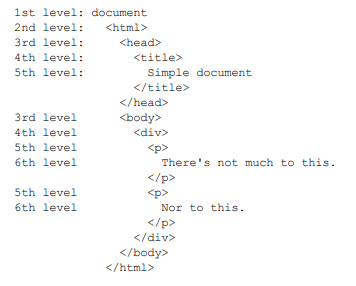 1st level: document
2nd level:   <html>
3rd level:     <head>
4th level:       <title>
5th level:         Simple document
                 </title>
               </head>
3rd level      <body>
4th level        <div>
5th level          <p>
6th level            There's not much to this.
                   </p>
5th level          <p>
6th level            Nor to this.
                   </p>
                 </div>
               </body>
             </html>